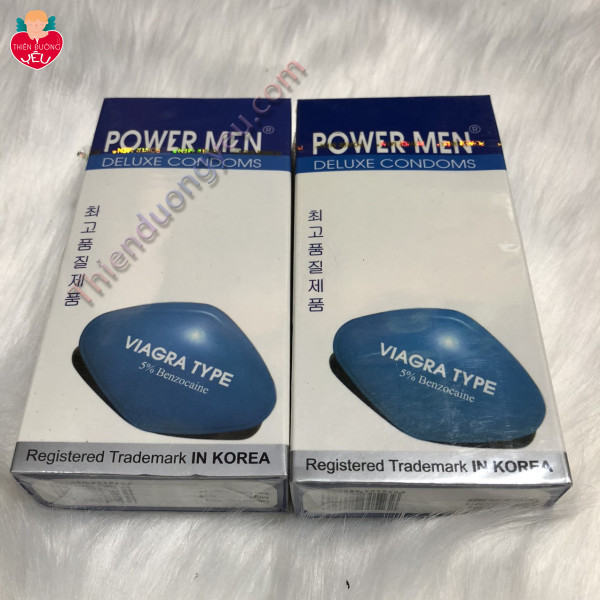 THIÊN ĐƯỜNG
YÊU
Thienduongyeu.com
POWER MEN®
DELUXE CONDOMS
최고품질제품
VIAGRA TYPE
5% Benzocaine
Registered Trademark IN KOREA
POWER MEN®
DELUXE CONDOMS
최고품질제품
VIAGRA TYPE
5% Benzocaine
Registered Trademark IN KOREA